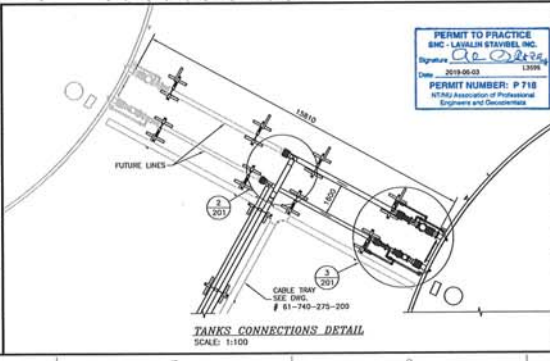 PERMIT TO PRACTICE
SNC - LAVALIN STAVIBEL INC.
Signature
L3596
Date 2019-06-03
PERMIT NUMBER: P 718
NT/NU Association of Professional
Engineers and Geoscientists
15810
FUTURE LINES
1800
2
201
3
201
CABLE TRAY
SEE DWG.
# 61-740-275-200
TANKS CONNECTIONS DETAIL
SCALE: 1:100